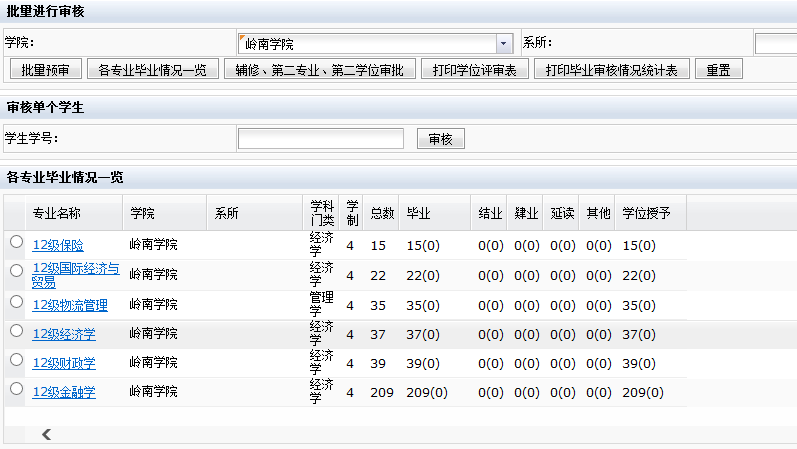 批量进行审核
学院: 岭南学院 系所:
批量预审 各专业毕业情况一览 辅修、第二专业、第二学位审批 打印学位评审表 打印毕业审核情况统计表 重置
审核单个学生
学生学号: 审核
各专业毕业情况一览
专业名称 学院 系所 学科门类 学制 总数 毕业 结业 肄业 延读 其他 学位授予
12级保险 岭南学院 经济学 4 15 15(0) 0(0) 0(0) 0(0) 0(0) 15(0)
12级国际经济与贸易 岭南学院 经济学 4 22 22(0) 0(0) 0(0) 0(0) 0(0) 22(0)
12级物流管理 岭南学院 管理学 4 35 35(0) 0(0) 0(0) 0(0) 0(0) 35(0)
12级经济学 岭南学院 经济学 4 37 37(0) 0(0) 0(0) 0(0) 0(0) 37(0)
12级财政学 岭南学院 经济学 4 39 39(0) 0(0) 0(0) 0(0) 0(0) 39(0)
12级金融学 岭南学院 经济学 4 209 209(0) 0(0) 0(0) 0(0) 0(0) 209(0)